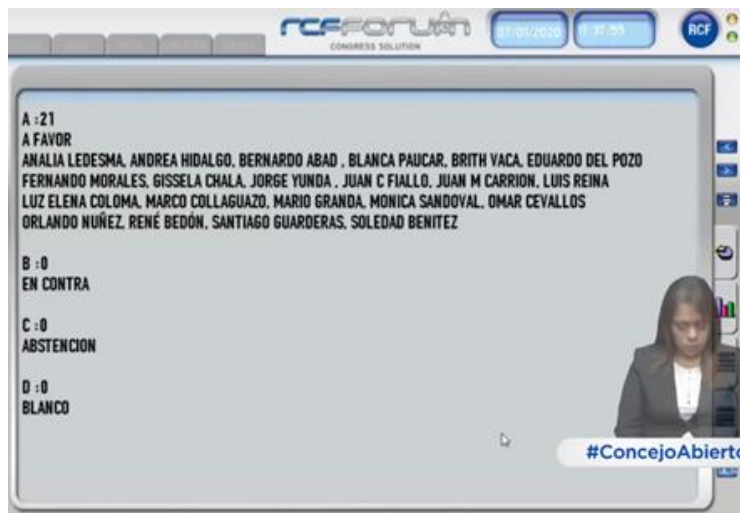 RCF FORUM
CONGRESS SOLUTION
07/01/2020
17:37:55
RCF
A :21
A FAVOR
ANALIA LEDESMA, ANDREA HIDALGO, BERNARDO ABAD , BLANCA PAUCAR, BRITH VACA, EDUARDO DEL POZO
FERNANDO MORALES, GISSELA CHALA, JORGE YUNDA , JUAN C FIALLO, JUAN M CARRION, LUIS REINA
LUZ ELENA COLOMA, MARCO COLLAGUAZO, MARIO GRANDA, MONICA SANDOVAL, OMAR CEVALLOS
ORLANDO NUÑEZ, RENÉ BEDÓN, SANTIAGO GUARDERAS, SOLEDAD BENITEZ
B :0
EN CONTRA
C :0
ABSTENCION
D :0
BLANCO
#ConcejoAbierto